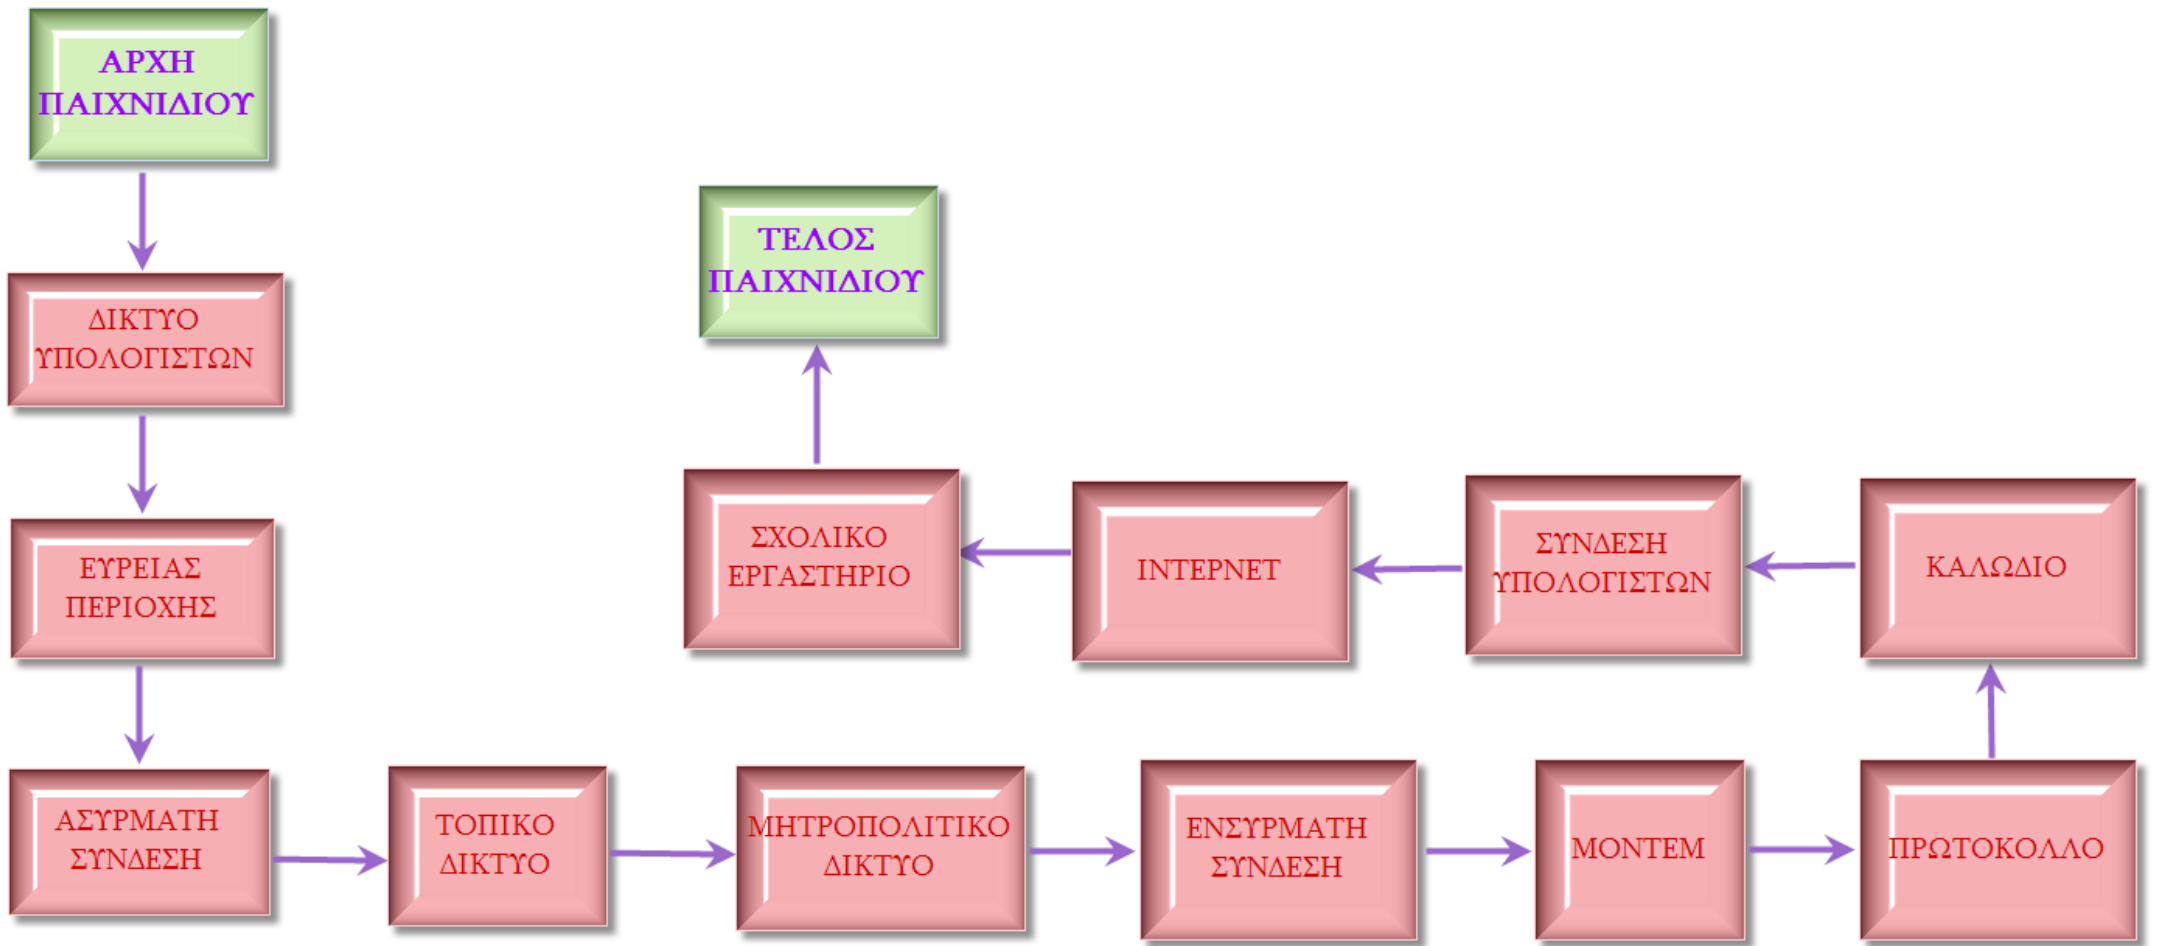 ΑΡΧΗ
ΠΑΙΧΝΙΔΙΟΥ
ΔΙΚΤΥΟ
ΥΠΟΛΟΓΙΣΤΩΝ
ΕΥΡΕΙΑΣ
ΠΕΡΙΟΧΗΣ
ΑΣΥΡΜΑΤΗ
ΣΥΝΔΕΣΗ
ΤΟΠΙΚΟ
ΔΙΚΤΥΟ
ΜΗΤΡΟΠΟΛΙΤΙΚΟ
ΔΙΚΤΥΟ
ΕΝΣΥΡΜΑΤΗ
ΣΥΝΔΕΣΗ
ΜΟΝΤΕΜ
ΠΡΩΤΟΚΟΛΛΟ
ΚΑΛΩΔΙΟ
ΣΥΝΔΕΣΗ
ΥΠΟΛΟΓΙΣΤΩΝ
ΙΝΤΕΡΝΕΤ
ΣΧΟΛΙΚΟ
ΕΡΓΑΣΤΗΡΙΟ
ΤΕΛΟΣ
ΠΑΙΧΝΙΔΙΟΥ